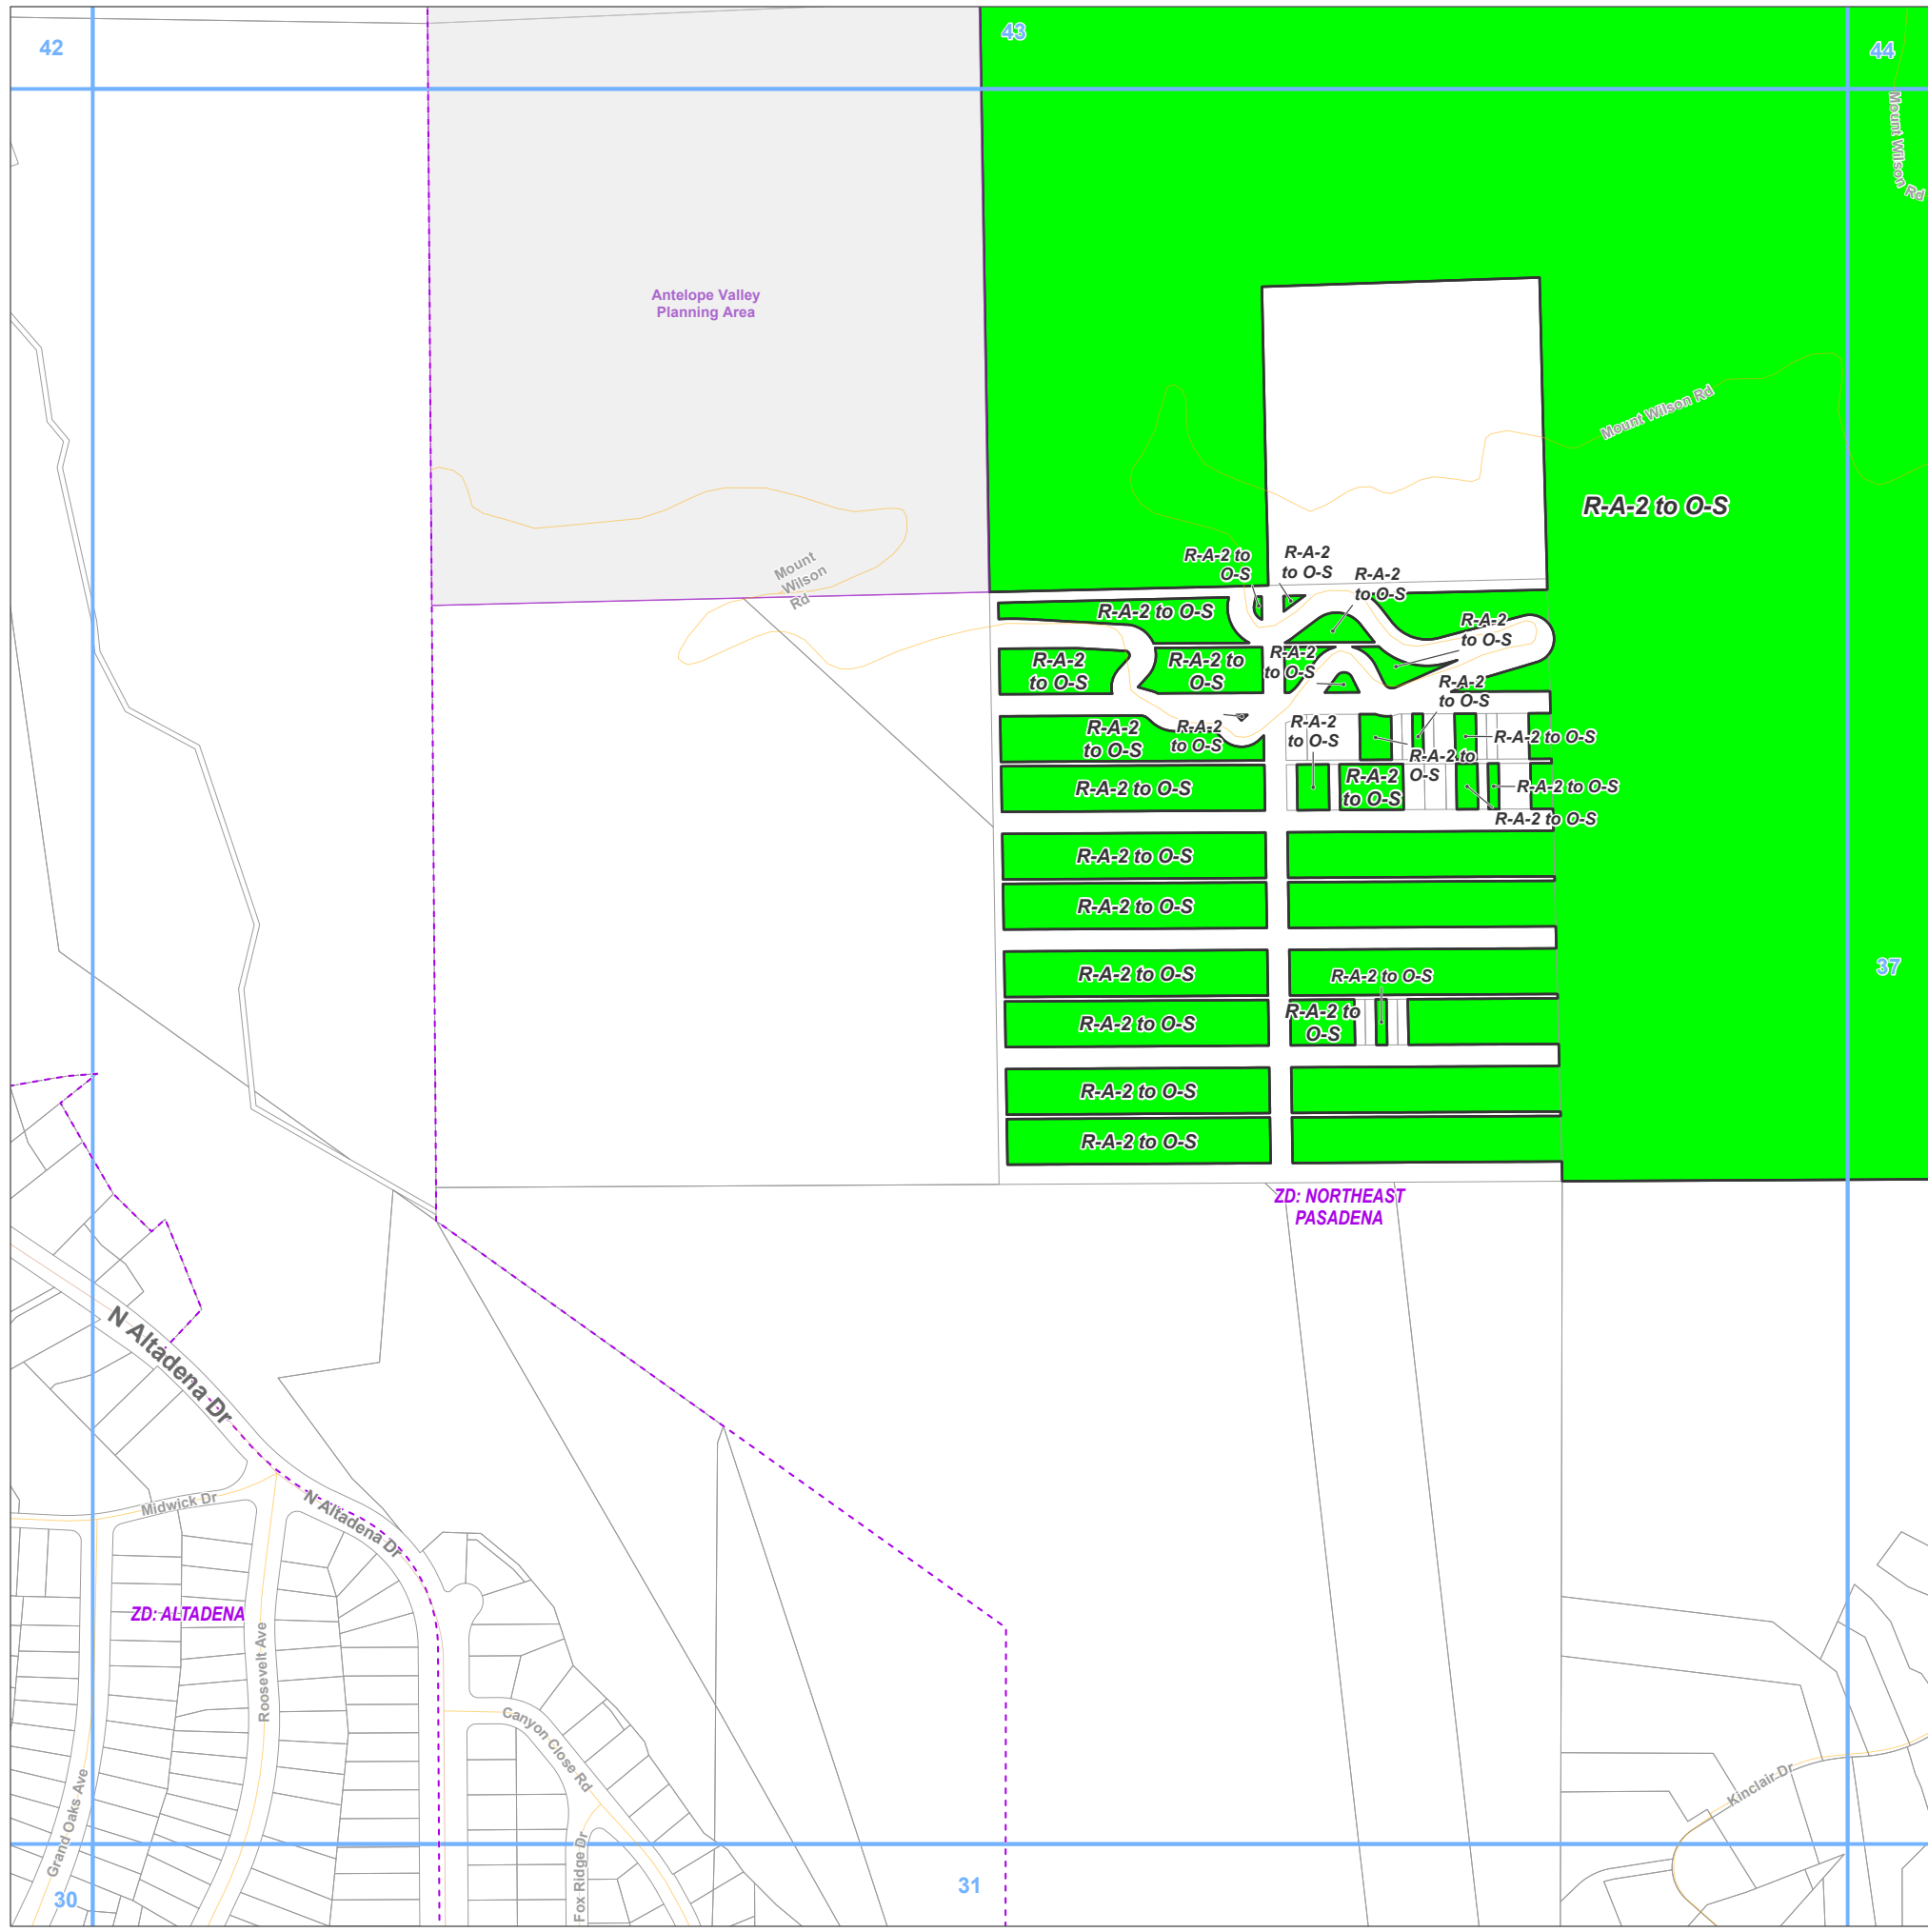 42
43
44
Mount Wilson Rd
Antelope Valley
Planning Area
Mount Wilson Rd
R-A-2 to O-S
Mount
Wilson
Rd
R-A-2 to
O-S
R-A-2
to O-S
R-A-2
to O-S
R-A-2 to O-S
R-A-2
to O-S
R-A-2
to O-S
R-A-2 to
O-S
R-A-2
to O-S
R-A-2
to O-S
R-A-2
to O-S
R-A-2
to O-S
R-A-2
to O-S
R-A-2 to
O-S
R-A-2 to O-S
R-A-2 to O-S
R-A-2
to O-S
R-A-2 to O-S
R-A-2 to O-S
R-A-2 to O-S
R-A-2 to O-S
R-A-2 to O-S
R-A-2 to O-S
37
R-A-2 to O-S
R-A-2 to
O-S
R-A-2 to O-S
R-A-2 to O-S
ZD: NORTHEAST
PASADENA
N Altadena Dr
Midwick Dr
N Altadena Dr
ZD: ALTADENA
Roosevelt Ave
Canyon Close Rd
Kinclair Dr
Grand Oaks Ave
Fox Ridge Dr
30
31